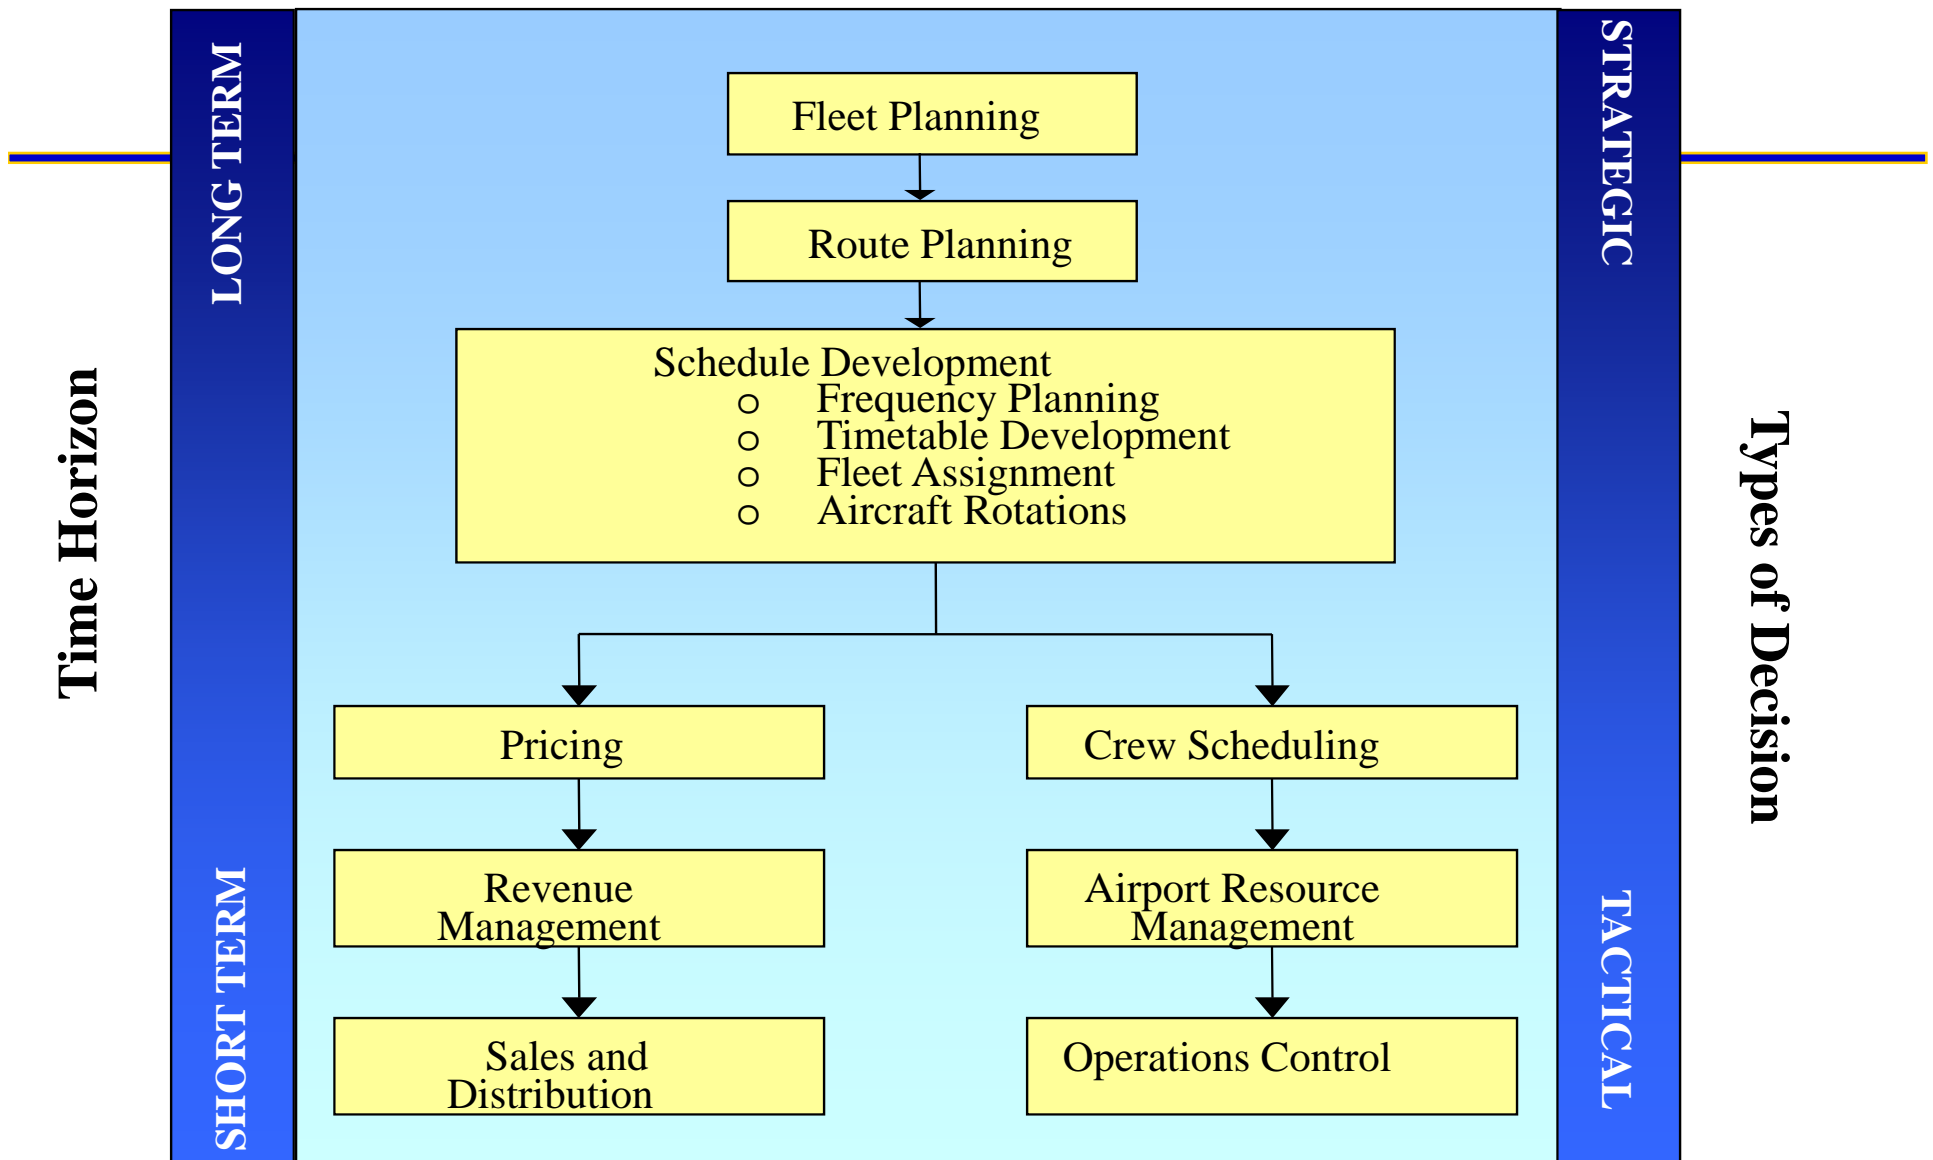 LONG TERM
STRATEGIC
Fleet Planning
Route Planning
Schedule Development
o Frequency Planning
o Timetable Development
o Fleet Assignment
o Aircraft Rotations
Time Horizon
Types of Decision
Pricing
Crew Scheduling
Revenue
Management
Airport Resource
Management
Sales and
Distribution
Operations Control
SHORT TERM
TACTICAL